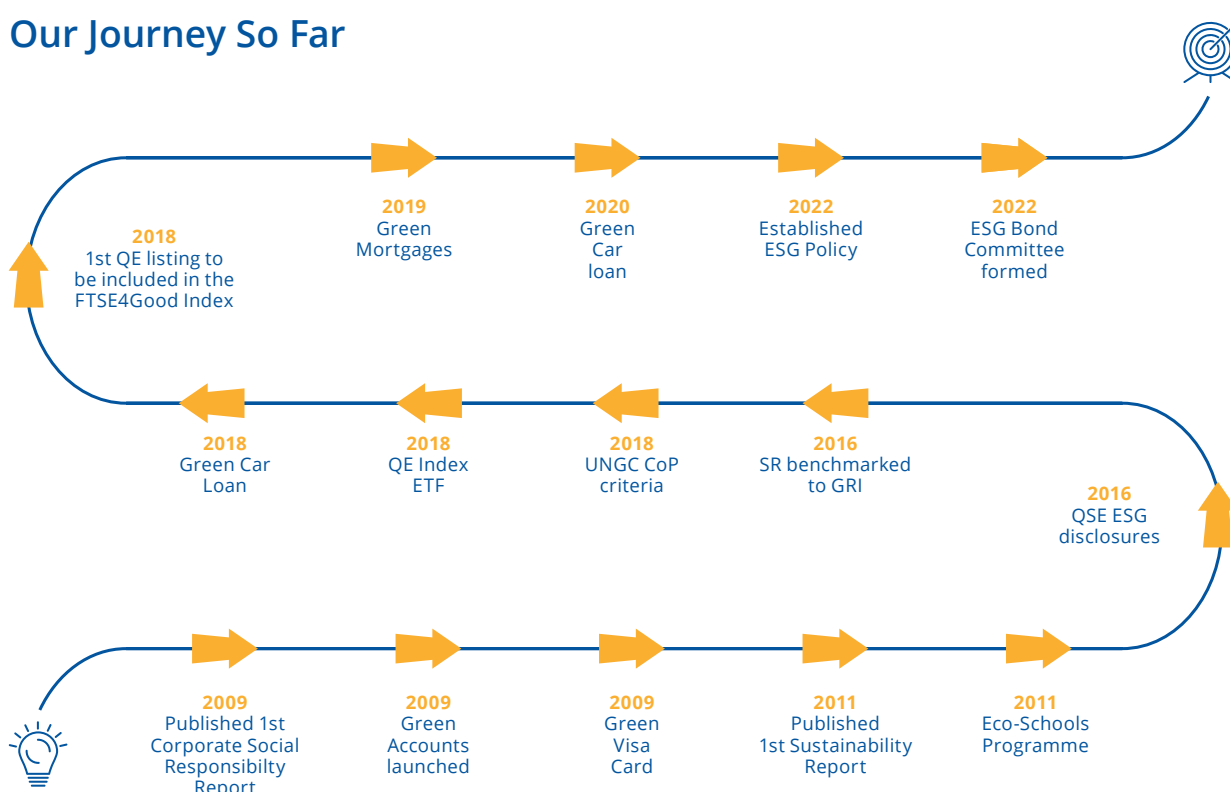 Our Journey So Far
2019
Green
Mortgages
2020
Green
Car
loan
2022
Established
ESG Policy
2022
ESG Bond
Committee
formed
2018
1st QE listing to
be included in the
FTSE4Good Index
2018
Green Car
Loan
2018
QE Index
ETF
2018
UNGC CoP
criteria
2016
SR benchmarked
to GRI
2016
QSE ESG
disclosures
2009
Published 1st
Corporate Social
Responsibilty
Report
2009
Green
Accounts
launched
2009
Green
Visa
Card
2011
Published
1st Sustainability
Report
2011
Eco-Schools
Programme